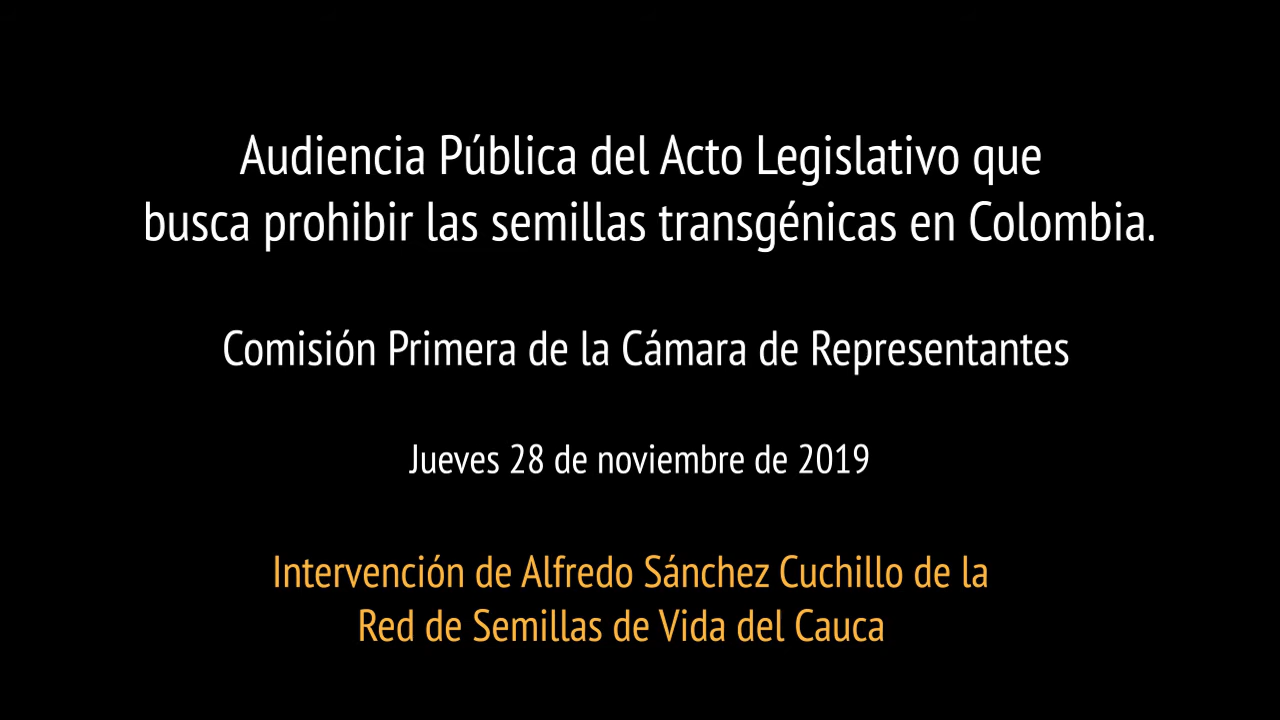 Audiencia Pública del Acto Legislativo que
busca prohibir las semillas transgénicas en Colombia.
Comisión Primera de la Cámara de Representantes
Jueves 28 de noviembre de 2019
Intervención de Alfredo Sánchez Cuchillo de la
Red de Semillas de Vida del Cauca